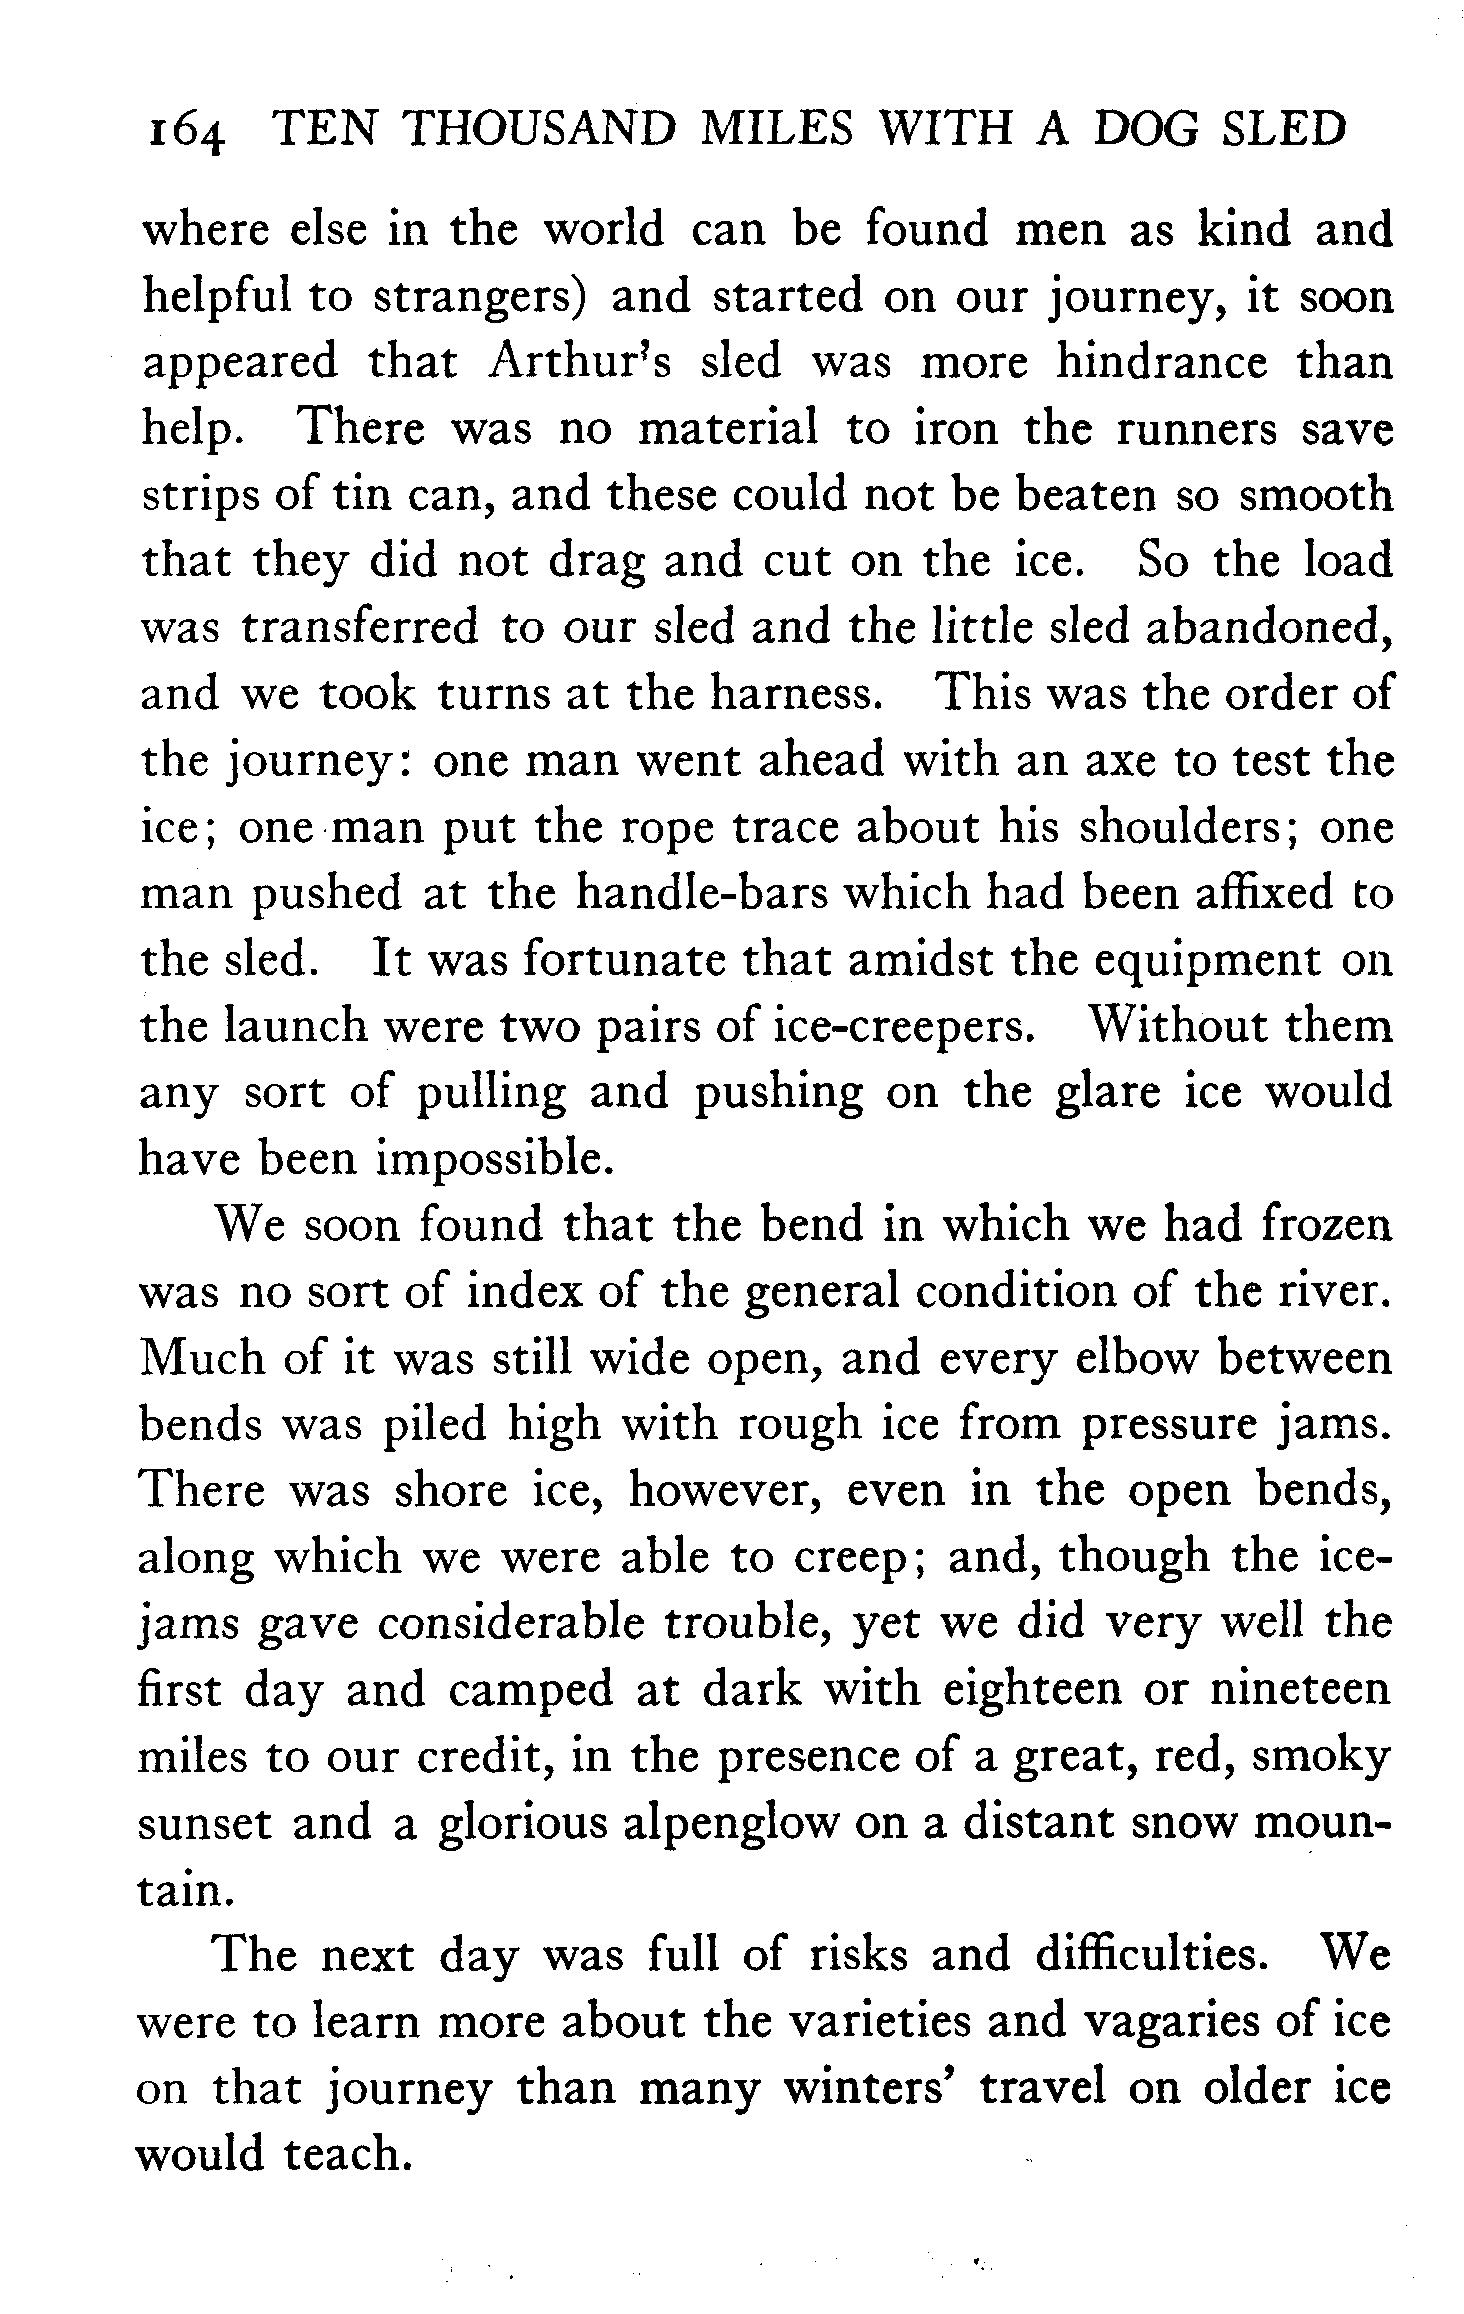 164 TEN THOUSAND MILES WITH A DOG SLED
where else in the world can be found men as kind and
helpful to strangers) and started on our journey, it soon
appeared that Arthur's sled was more hindrance than
help. There was no material to iron the runners save
strips of tin can, and these could not be beaten so smooth
that they did not drag and cut on the ice. So the load
was transferred to our sled and the little sled abandoned,
and we took turns at the harness. This was the order of
the journey: one man went ahead with an axe to test the
ice; one man put the rope trace about his shoulders; one
man pushed at the handle-bars which had been affixed to
the sled. It was fortunate that amidst the equipment on
the launch were two pairs of ice-creepers. Without them
any sort of pulling and pushing on the glare ice would
have been impossible.
We soon found that the bend in which we had frozen
was no sort of index of the general condition of the river.
Much of it was still wide open, and every elbow between
bends was piled high with rough ice from pressure jams.
There was shore ice, however, even in the open bends,
along which we were able to creep; and, though the ice-
jams gave considerable trouble, yet we did very well the
first day and camped at dark with eighteen or nineteen
miles to our credit, in the presence of a great, red, smoky
sunset and a glorious alpenglow on a distant snow moun-
tain.
The next day was full of risks and difficulties. We
were to learn more about the varieties and vagaries of ice
on that journey than many winters' travel on older ice
would teach.